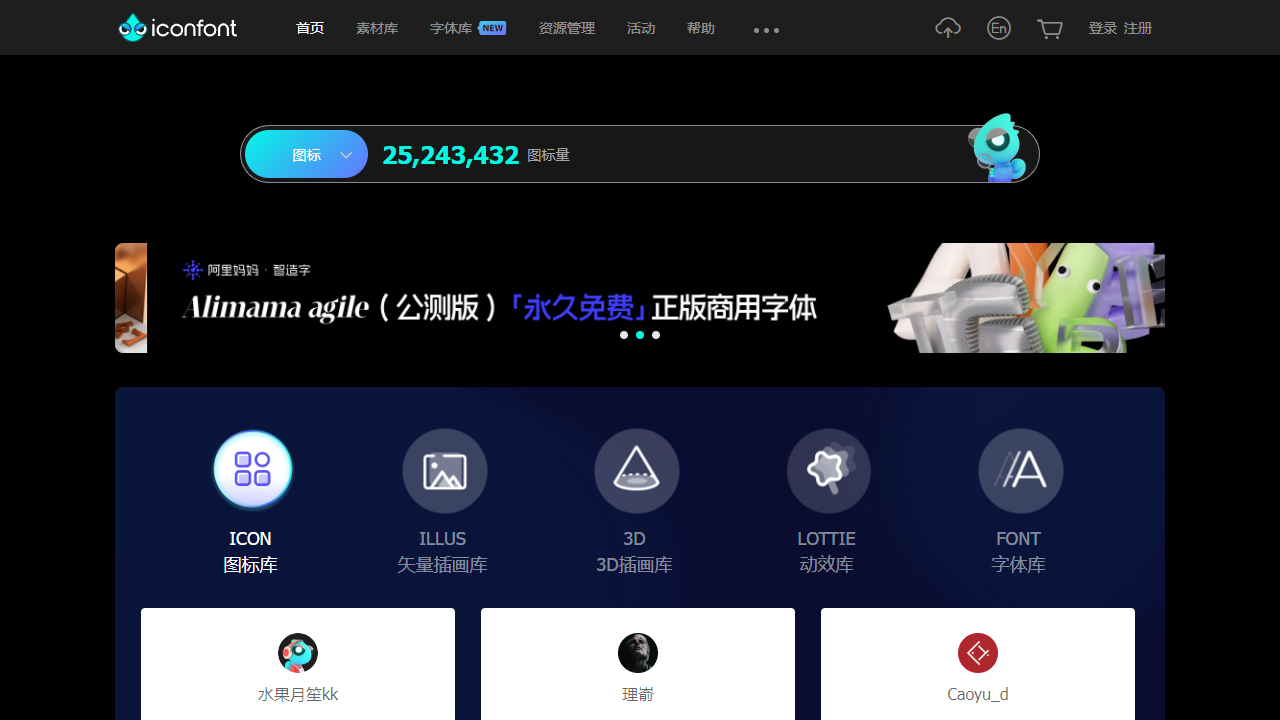 iconfont
首页
素材库
字体库 NEW
资源管理
活动
帮助
En
登录 注册
图标
25,243,432 图标量
阿里妈妈 · 智造字
Alimama agile（公测版）「永久免费」正版商用字体
ICON
图标库
ILLUS
矢量插画库
3D
3D插画库
LOTTIE
动效库
FONT
字体库
水果月笙kk
理嵛
Caoyu_d